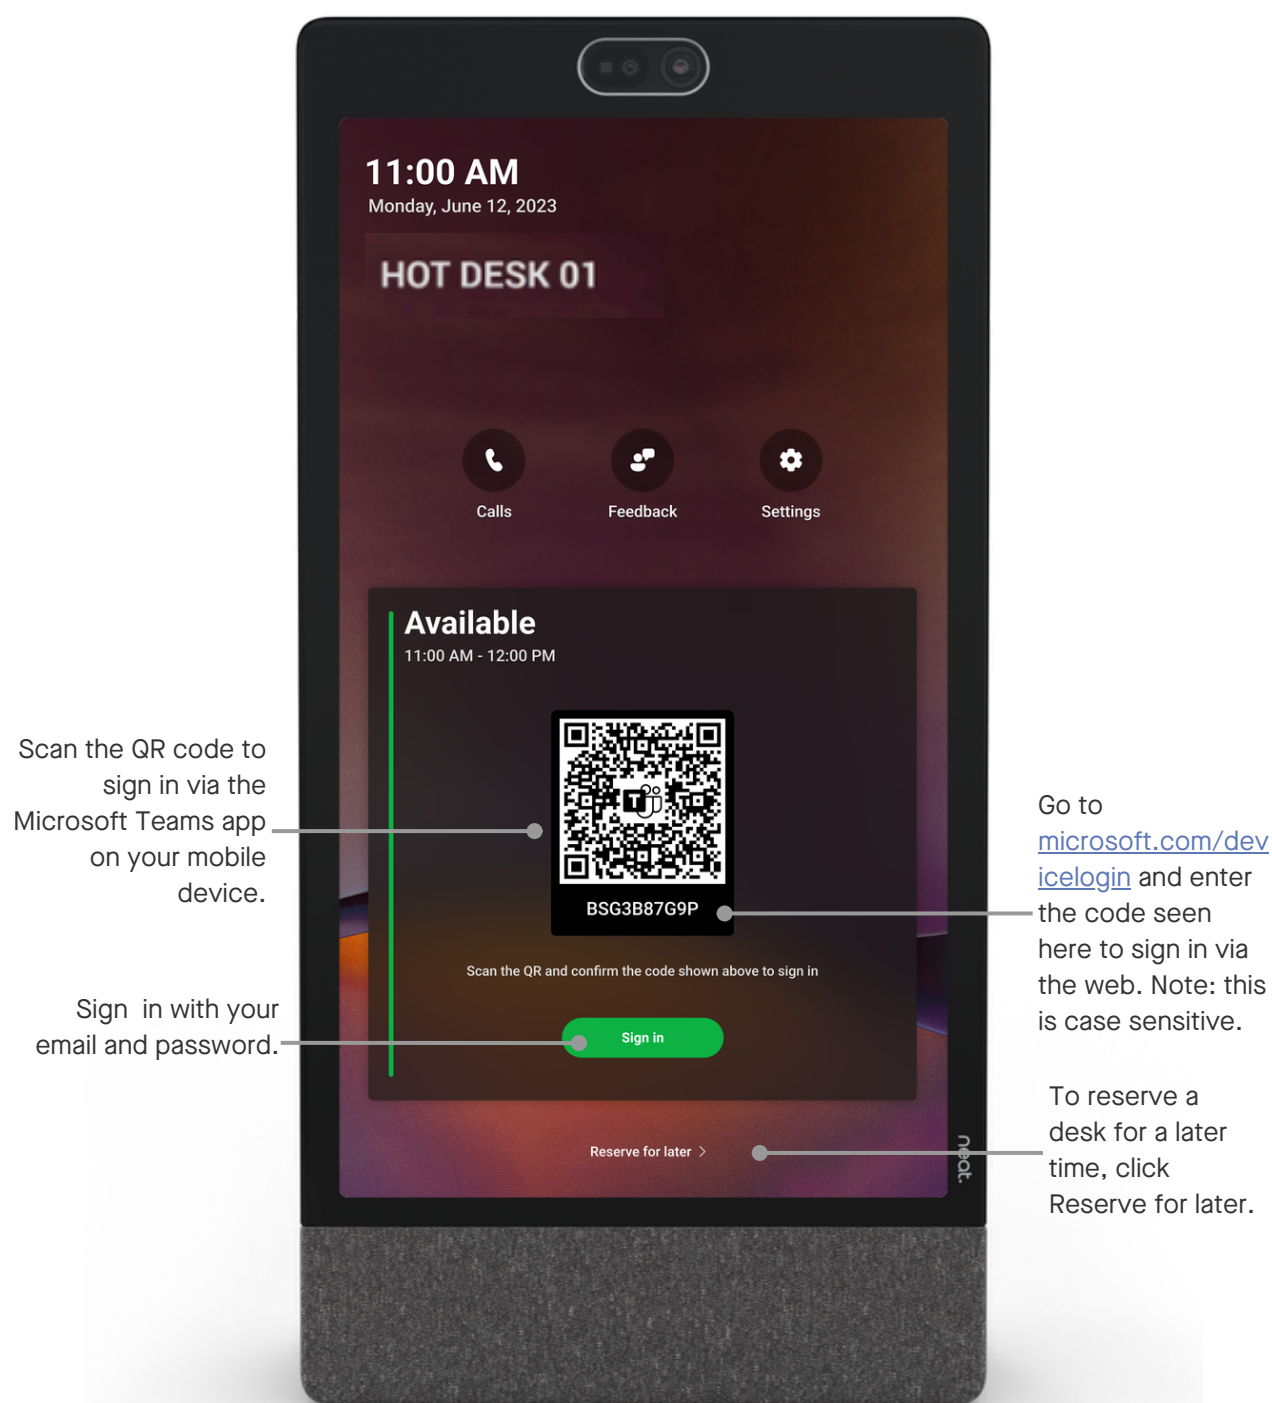 11:00 AM
Monday, June 12, 2023
HOT DESK 01
Calls
Feedback
Settings
Available
11:00 AM - 12:00 PM
Scan the QR code to
sign in via the
Microsoft Teams app
on your mobile
device.
T
BSG3B87G9P
Go to
microsoft.com/dev
icelogin and enter
the code seen
here to sign in via
the web. Note: this
is case sensitive.
Scan the QR and confirm the code shown above to sign in
Sign  in with your
email and password.
Sign in
Reserve for later >
To reserve a
desk for a later
time, click
Reserve for later.
neat.